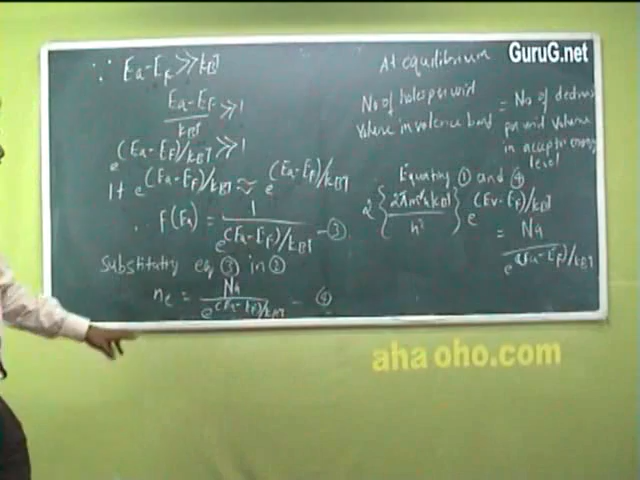 ∵ Ea-EF >> kBT
Ea-EF / kBT >> 1
e^(Ea-EF)/kBT >> 1
1+ e^(Ea-EF)/kBT ≈ e^(Ea-EF)/kBT
∴ f(Ea) = 1 / e^(Ea-EF)/kBT - ③
Substituting eq ③ in ②
ne = Na / e^(Ea-EF)/kBT - ④
At equilibrium
No of holes per unit
Volume in valence band
= No of electrons
per unit volume
in acceptor energy
level
Equating ① and ④
2 { 2πm*kBT / h² } e^(Ev-EF)/kBT
= Na / e^(Ea-EF)/kBT
GuruG.net
ahaoho.com